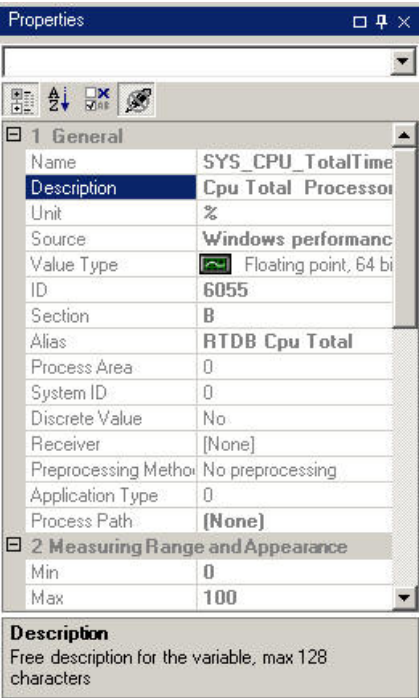 Properties
1 General
Name SYS_CPU_TotalTime
Description Cpu Total Processor
Unit %
Source Windows performanc
Value Type Floating point, 64 bi
ID 6055
Section B
Alias RTDB Cpu Total
Process Area 0
System ID 0
Discrete Value No
Receiver [None]
Preprocessing Metho No preprocessing
Application Type 0
Process Path (None)
2 Measuring Range and Appearance
Min 0
Max 100
Description
Free description for the variable, max 128
characters